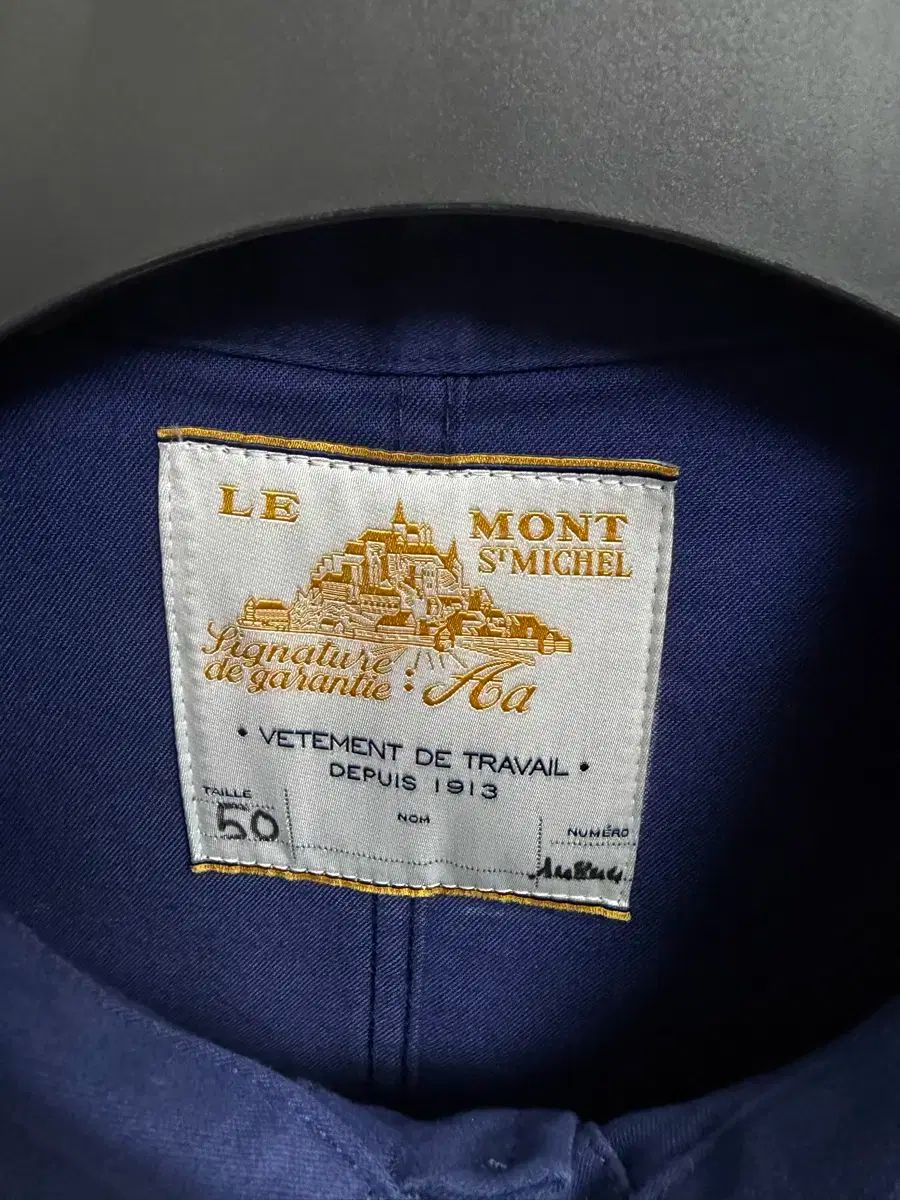 LE
MONT
ST MICHEL
Signature
de garantie : Aa
• VETEMENT DE TRAVAIL •
DEPUIS 1913
TAILLE
50
NOM
NUMÉRO